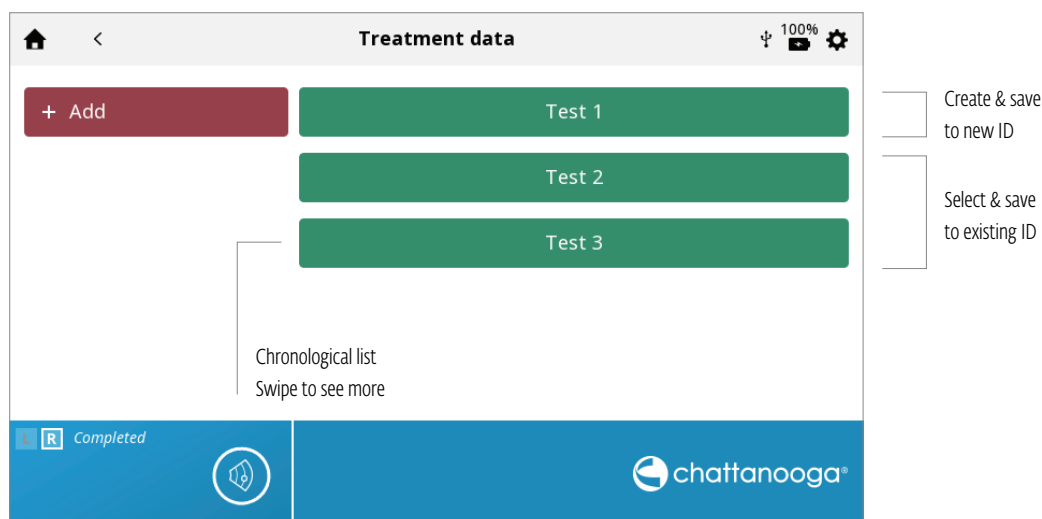 Treatment data
100%
+ Add
Test 1
Test 2
Test 3
Create & save
to new ID
Select & save
to existing ID
Chronological list
Swipe to see more
L R Completed
chattanooga®